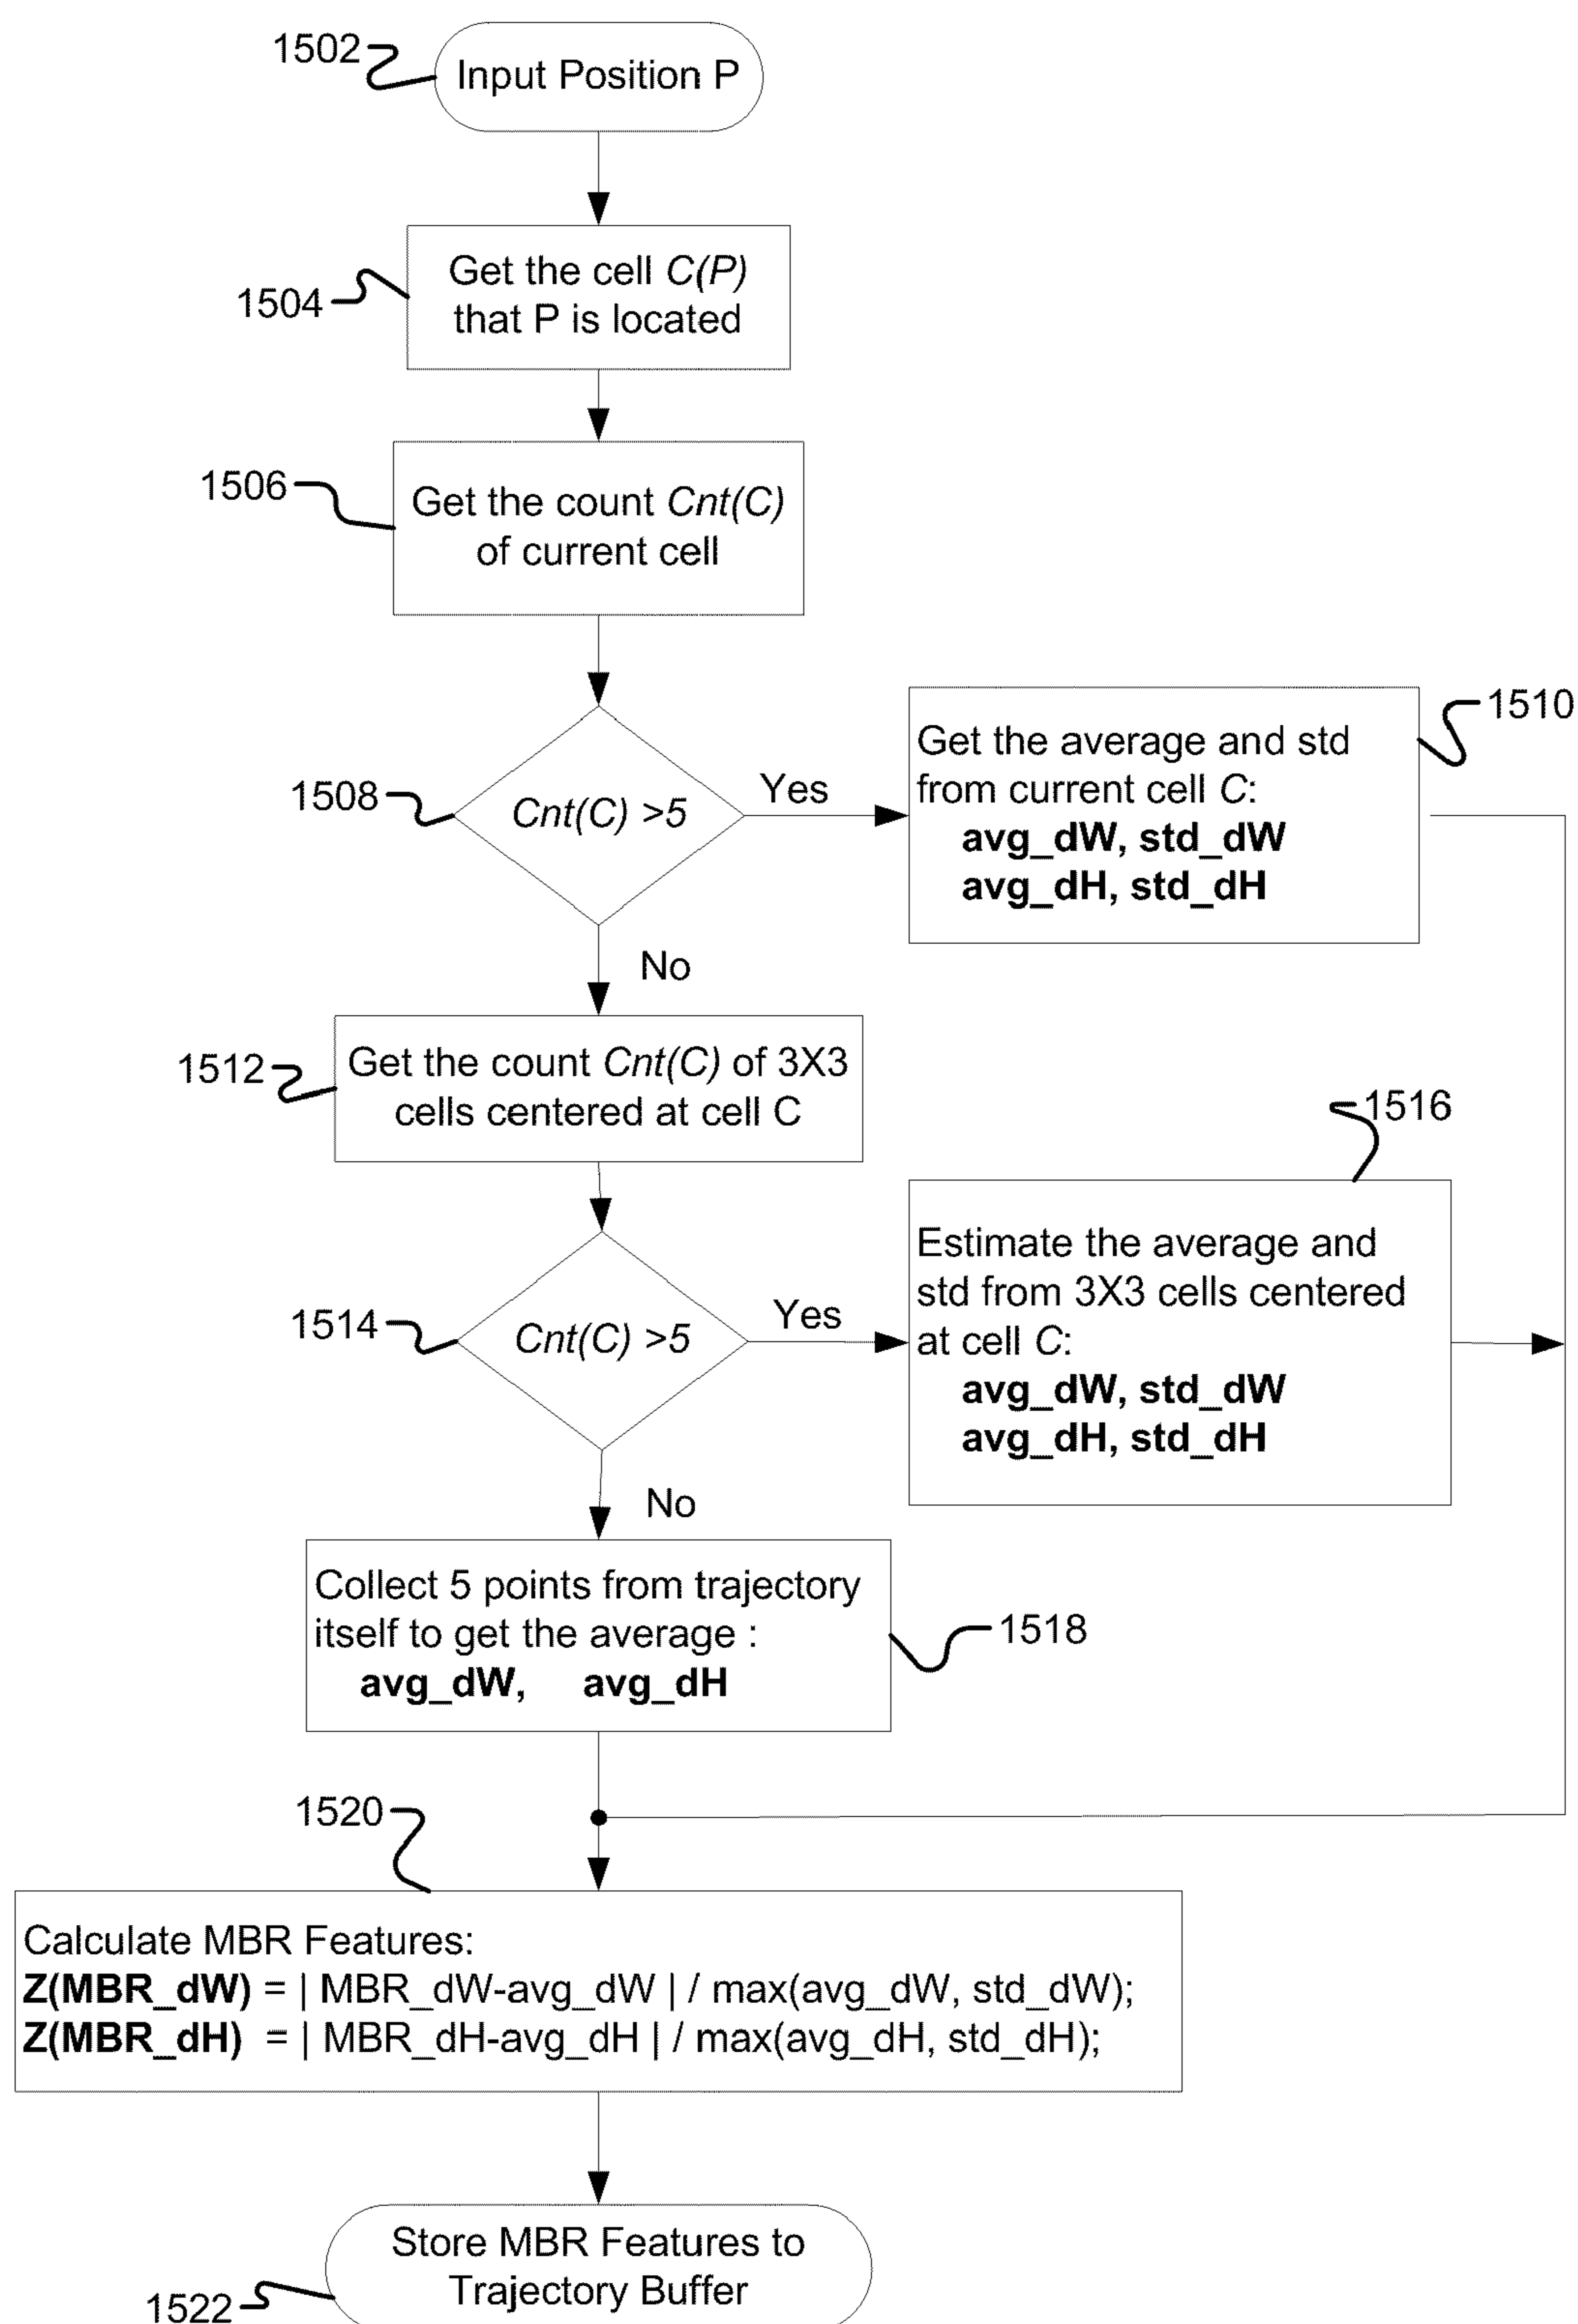 1502
Input Position P
Get the cell C(P)
that P is located
1504
1506
Get the count Cnt(C)
of current cell
1508
Cnt(C) >5
Yes
1510
Get the average and std
from current cell C:
avg_dW, std_dW
avg_dH, std_dH
No
1512
Get the count Cnt(C) of 3X3
cells centered at cell C
1514
Cnt(C) >5
Yes
1516
Estimate the average and
std from 3X3 cells centered
at cell C:
avg_dW, std_dW
avg_dH, std_dH
No
Collect 5 points from trajectory
itself to get the average :
avg_dW, avg_dH
1518
1520
Calculate MBR Features:
Z(MBR_dW) = | MBR_dW-avg_dW | / max(avg_dW, std_dW);
Z(MBR_dH) = | MBR_dH-avg_dH | / max(avg_dH, std_dH);
Store MBR Features to
Trajectory Buffer
1522